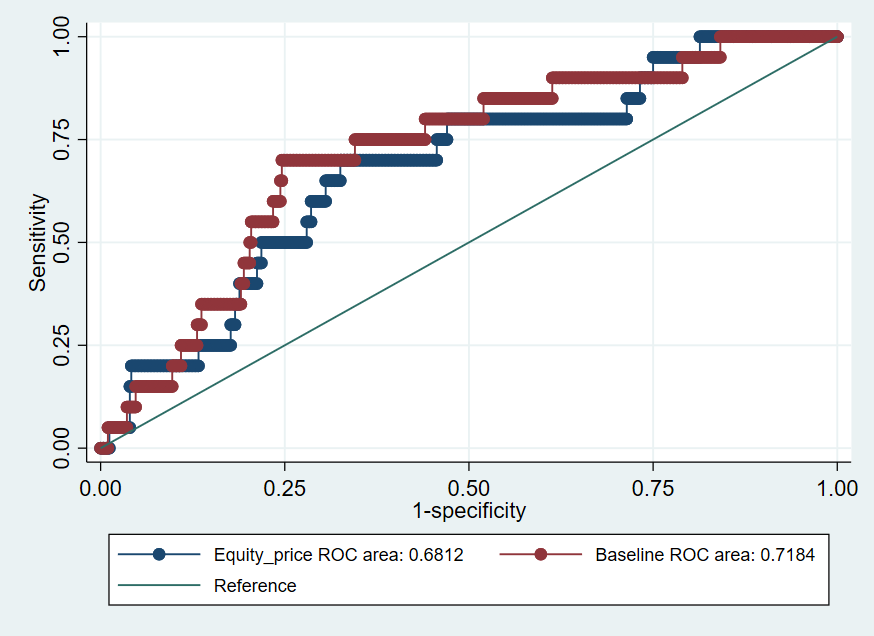 1.00
0.75
0.50
0.25
0.00
Sensitivity
0.00 0.25 0.50 0.75 1.00
1-specificity
Equity_price ROC area: 0.6812 Baseline ROC area: 0.7184
Reference